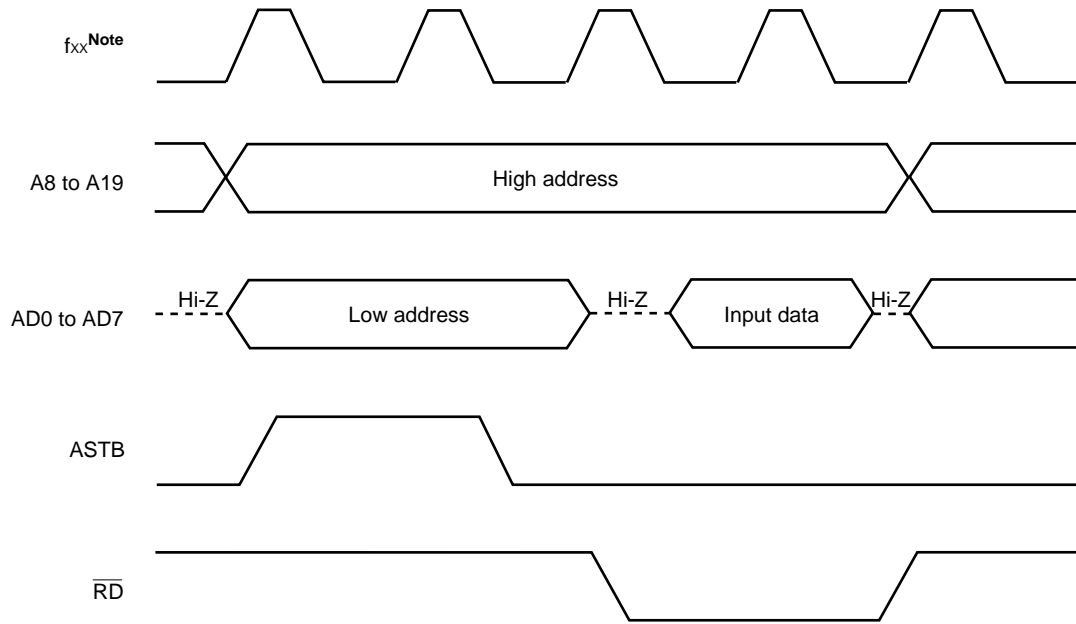 fxxNote
A8 to A19
High address
AD0 to AD7
Hi-Z
Low address
Hi-Z
Input data
Hi-Z
ASTB
RD